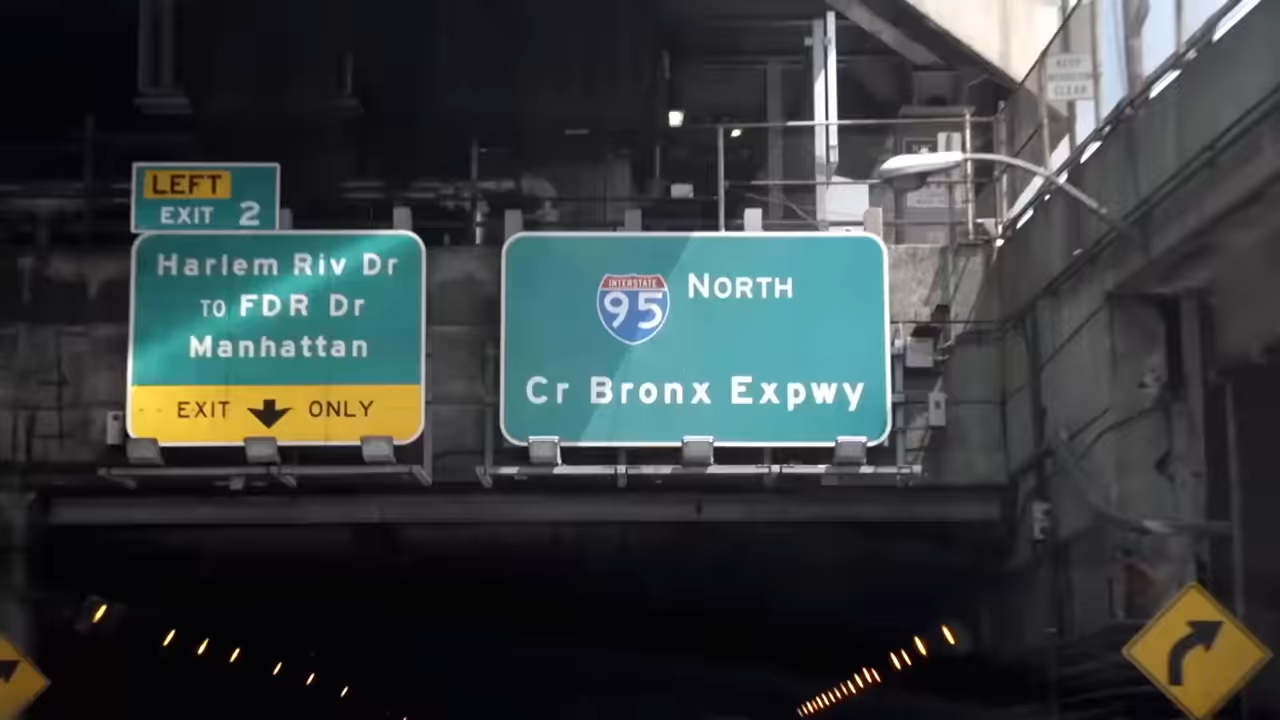 KEEP
CLEAR
LEFT
EXIT 2
Harlem Riv Dr
TO FDR Dr
Manhattan
EXIT ONLY
INTERSTATE
95
NORTH
Cr Bronx Expwy